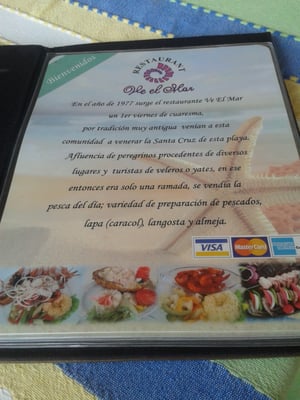 Bienvenidos
RESTAURANT
Ve el Mar
En el año de 1977 surge el restaurante Ve El Mar
un 1er viernes de cuaresma,
por tradición muy antigua venían a esta
comunidad a venerar la Santa Cruz de esta playa.
Afluencia de peregrinos procedentes de diversos
lugares y turistas de veleros o yates, en ese
entonces era solo una ramada, se vendía la
pesca del día; variedad de preparación de pescados,
lapa (caracol), langosta y almeja.
VISA
MasterCard
AMERICAN EXPRESS